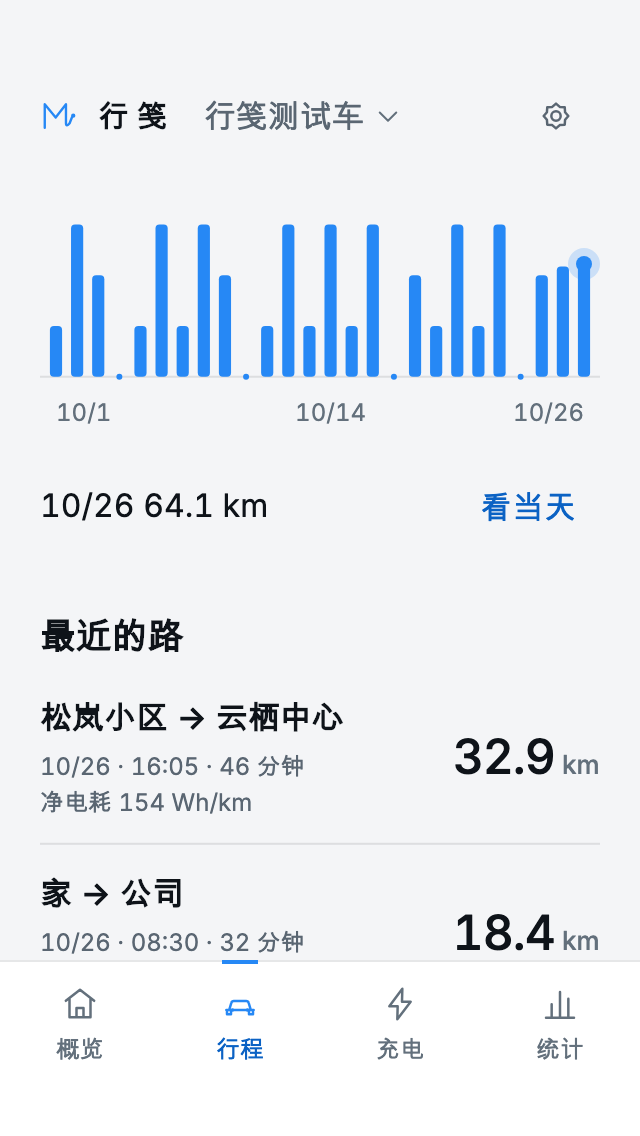 行笺 行笺测试车
10/1 10/14 10/26
10/26 64.1 km 看当天
最近的路
松岚小区 → 云栖中心
10/26 · 16:05 · 46 分钟
32.9 km
净电耗 154 Wh/km
家 → 公司
10/26 · 08:30 · 32 分钟
18.4 km
概览 行程 充电 统计